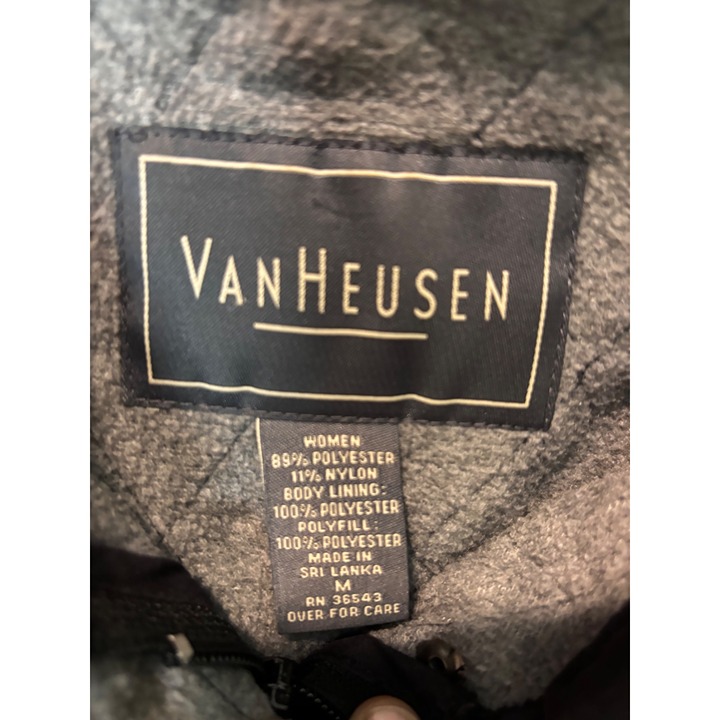 VANHEUSEN
WOMEN
89% POLYESTER
11% NYLON
BODY LINING:
100% POLYESTER
POLYFILL:
100% POLYESTER
MADE IN
SRI LANKA
M
RN 36543
OVER FOR CARE